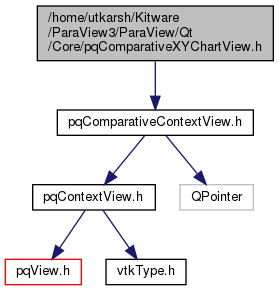 /home/utkarsh/Kitware
/ParaView3/ParaView/Qt
/Core/pqComparativeXYChartView.h
pqComparativeContextView.h
pqContextView.h
QPointer
pqView.h
vtkType.h